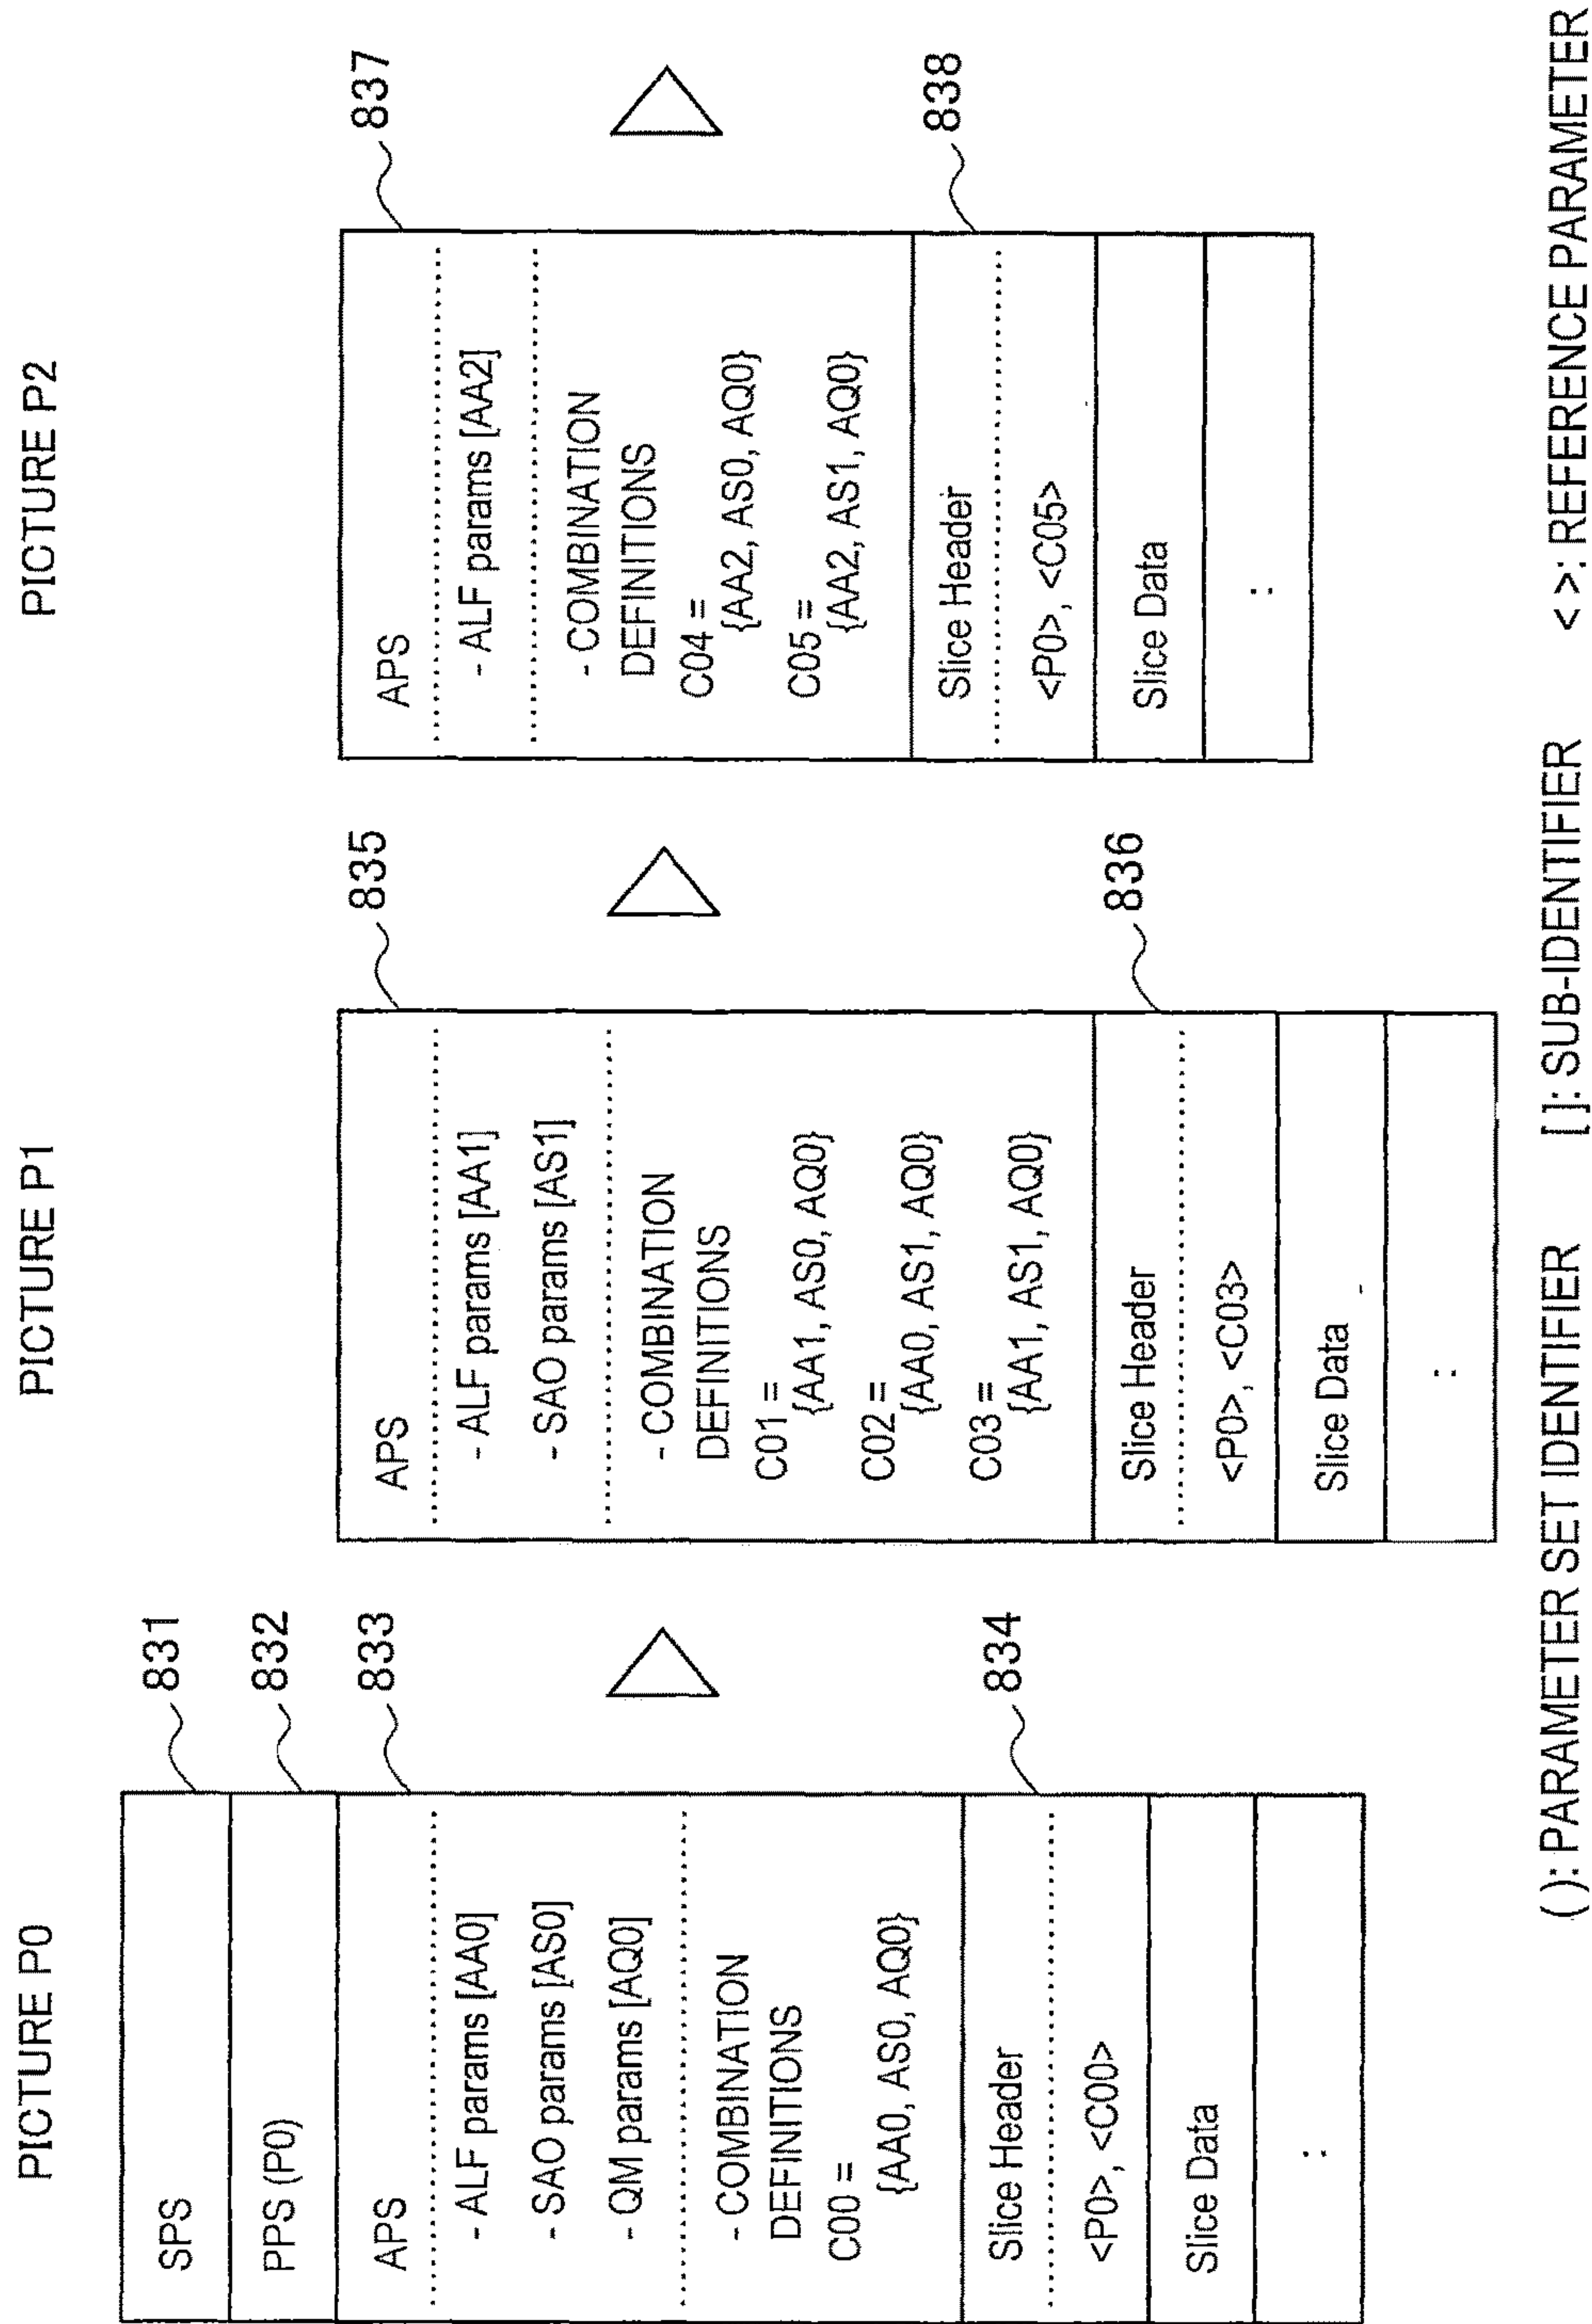 PICTURE P0
SPS
831
PPS (P0)
832
APS
833
- ALF params [AA0]
- SAO params [AS0]
- QM params [AQ0]
- COMBINATION
DEFINITIONS
C00 =
{AA0, AS0, AQ0}
Slice Header
834
<P0>, <C00>
Slice Data
:
PICTURE P1
APS
835
- ALF params [AA1]
- SAO params [AS1]
- COMBINATION
DEFINITIONS
C01 =
{AA1, AS0, AQ0}
C02 =
{AA0, AS1, AQ0}
C03 =
{AA1, AS1, AQ0}
Slice Header
836
<P0>, <C03>
Slice Data
:
PICTURE P2
APS
837
- ALF params [AA2]
- COMBINATION
DEFINITIONS
C04 =
{AA2, AS0, AQ0}
C05 =
{AA2, AS1, AQ0}
Slice Header
838
<P0>, <C05>
Slice Data
:
( ): PARAMETER SET IDENTIFIER [ ]: SUB-IDENTIFIER < >: REFERENCE PARAMETER